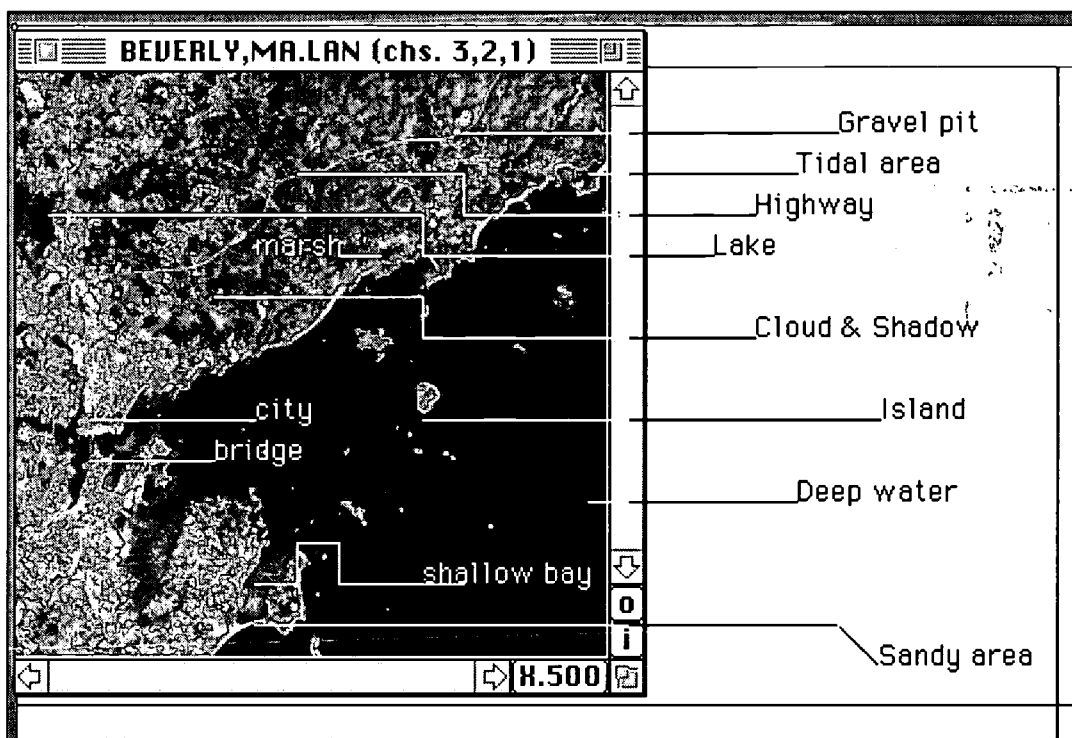 BEVERLY,MA.LAN (chs. 3,2,1)
Gravel pit
Tidal area
Highway
marsh
Lake
Cloud & Shadow
city
Island
bridge
Deep water
shallow bay
o
i
Sandy area
X.500